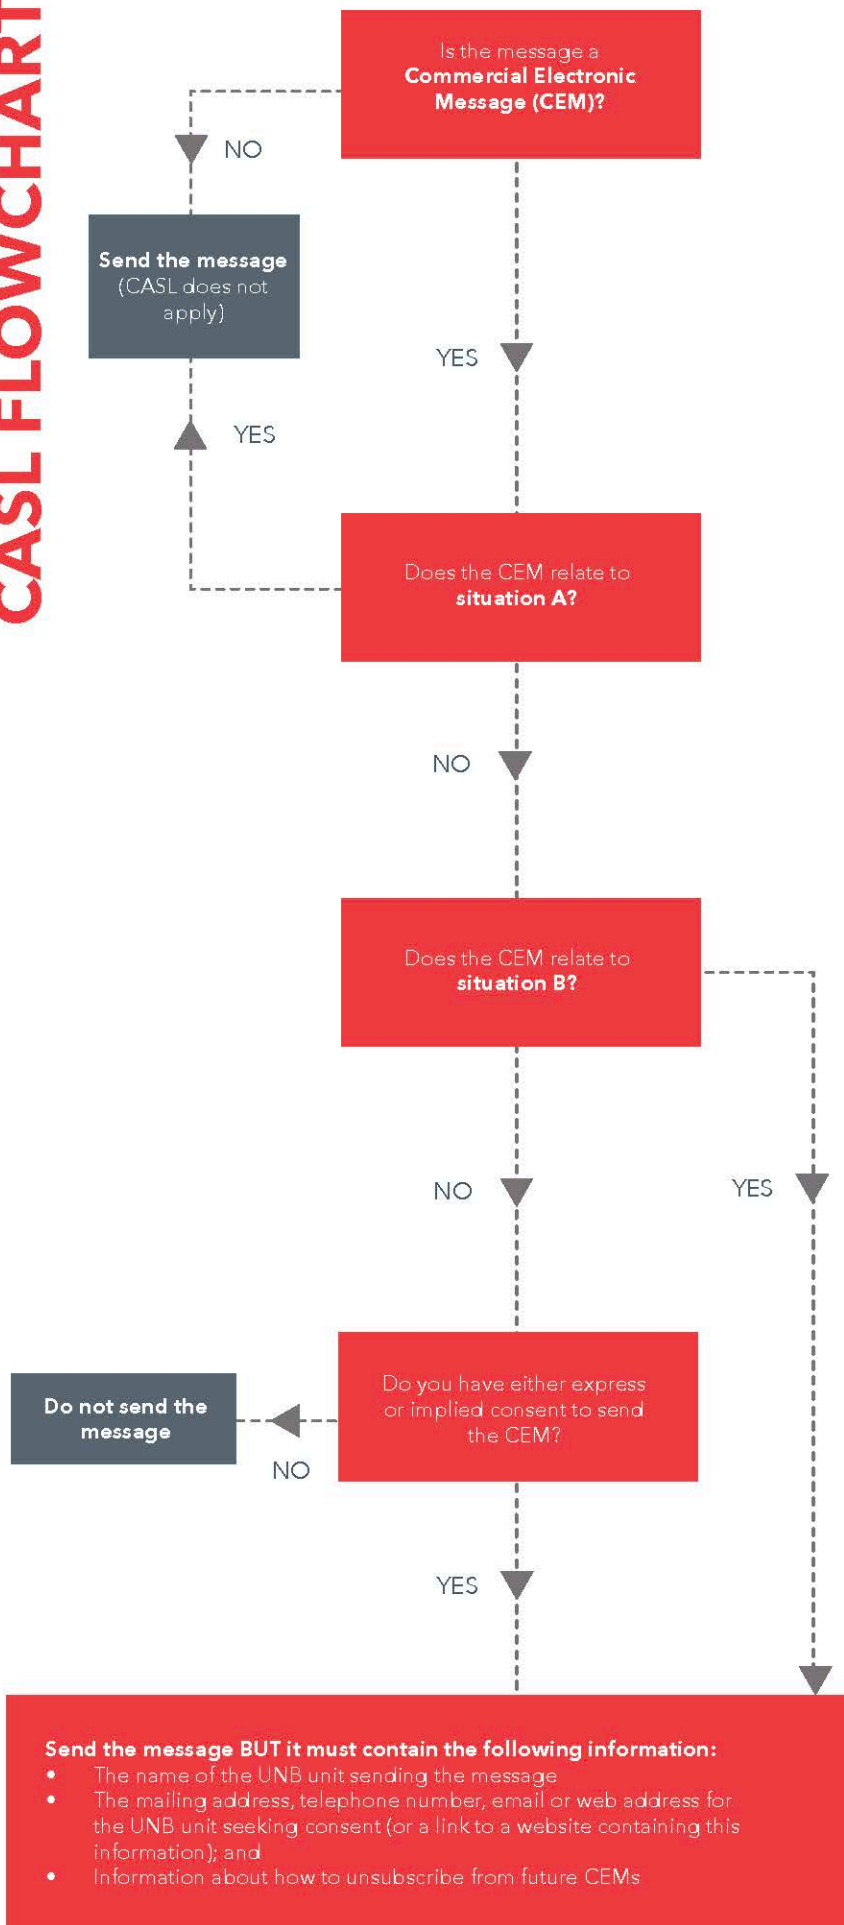 CASL FLOWCHART
Is the message a
Commercial Electronic
Message (CEM)?
NO
Send the message
(CASL does not
apply)
YES
YES
Does the CEM relate to
situation A?
NO
Does the CEM relate to
situation B?
NO
YES
Do you have either express
or implied consent to send
the CEM?
Do not send the
message
NO
YES
Send the message BUT it must contain the following information:
• The name of the UNB unit sending the message
• The mailing address, telephone number, email or web address for
the UNB unit seeking consent (or a link to a website containing this
information); and
• Information about how to unsubscribe from future CEMs